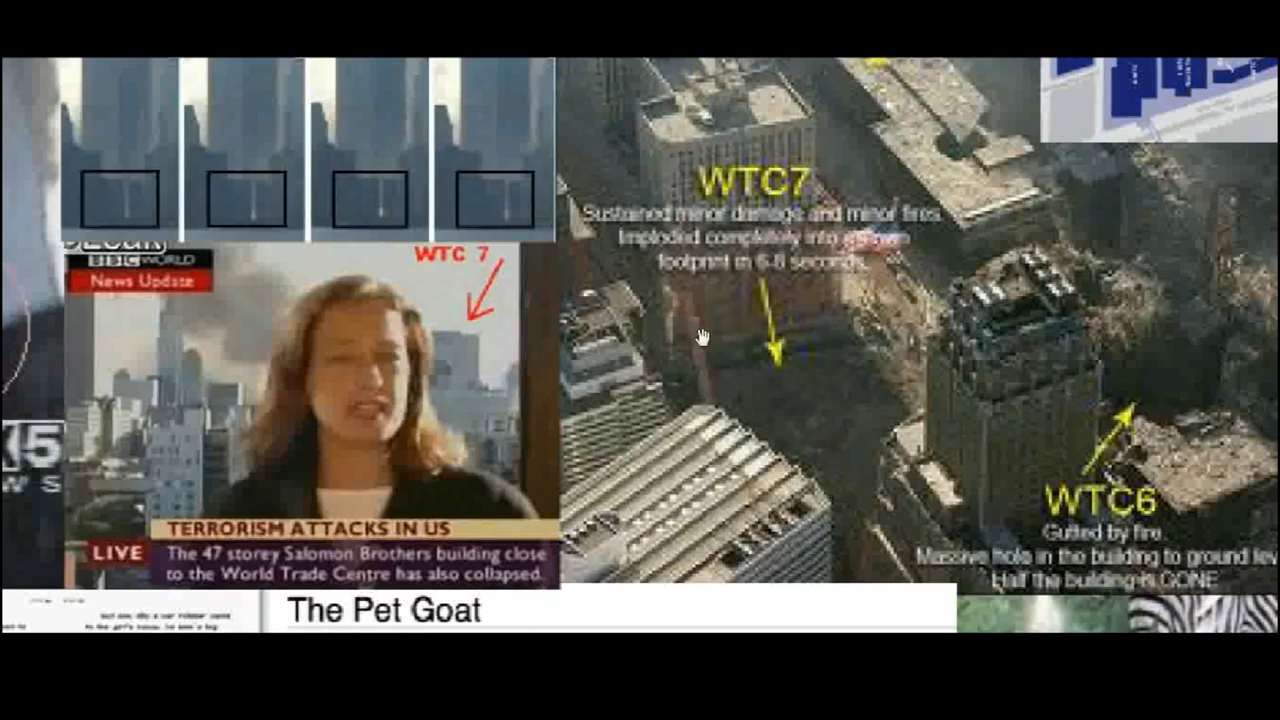 BBC WORLD
News Update
WTC 7
TERRORISM ATTACKS IN US
LIVE
The 47 storey Salomon Brothers building close
to the World Trade Centre has also collapsed.
The Pet Goat
WTC7
Sustained minor damage and minor fires.
Imploded completely into its own
footprint in 6-8 seconds.
WTC6
Gutted by fire.
Massive hole in the building to ground
Half the building is GONE